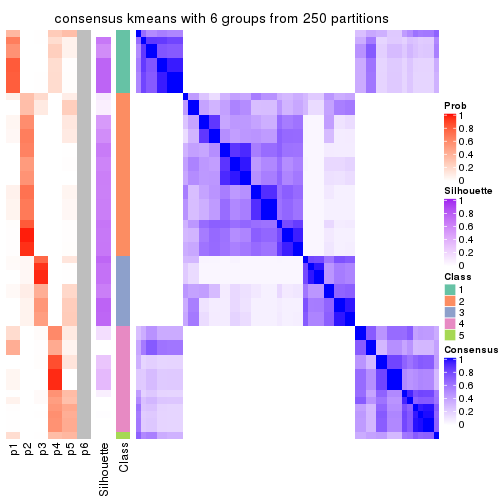 consensus kmeans with 6 groups from 250 partitions
Prob
1
0.8
0.6
0.4
0.2
0
Silhouette
1
0.8
0.6
0.4
0.2
0
Class
1
2
3
4
5
Consensus
1
0.8
0.6
0.4
0.2
0
p1
p2
p3
p4
p5
p6
Silhouette
Class